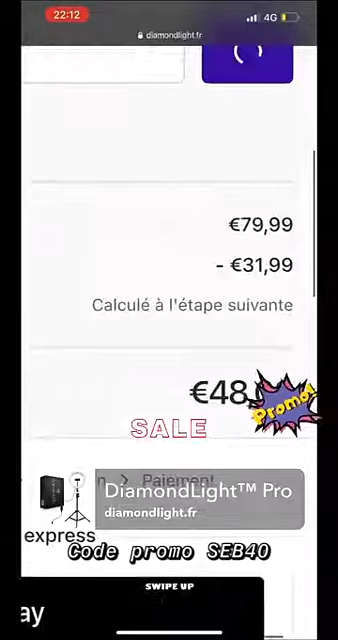 22:12
4G
diamondlight.fr
€79,99
- €31,99
Calculé à l'étape suivante
€48,
Promo!
SALE
n > Paiement
DiamondLight™ Pro
diamondlight.fr
express
Code promo SEB40
SWIPE UP
ay